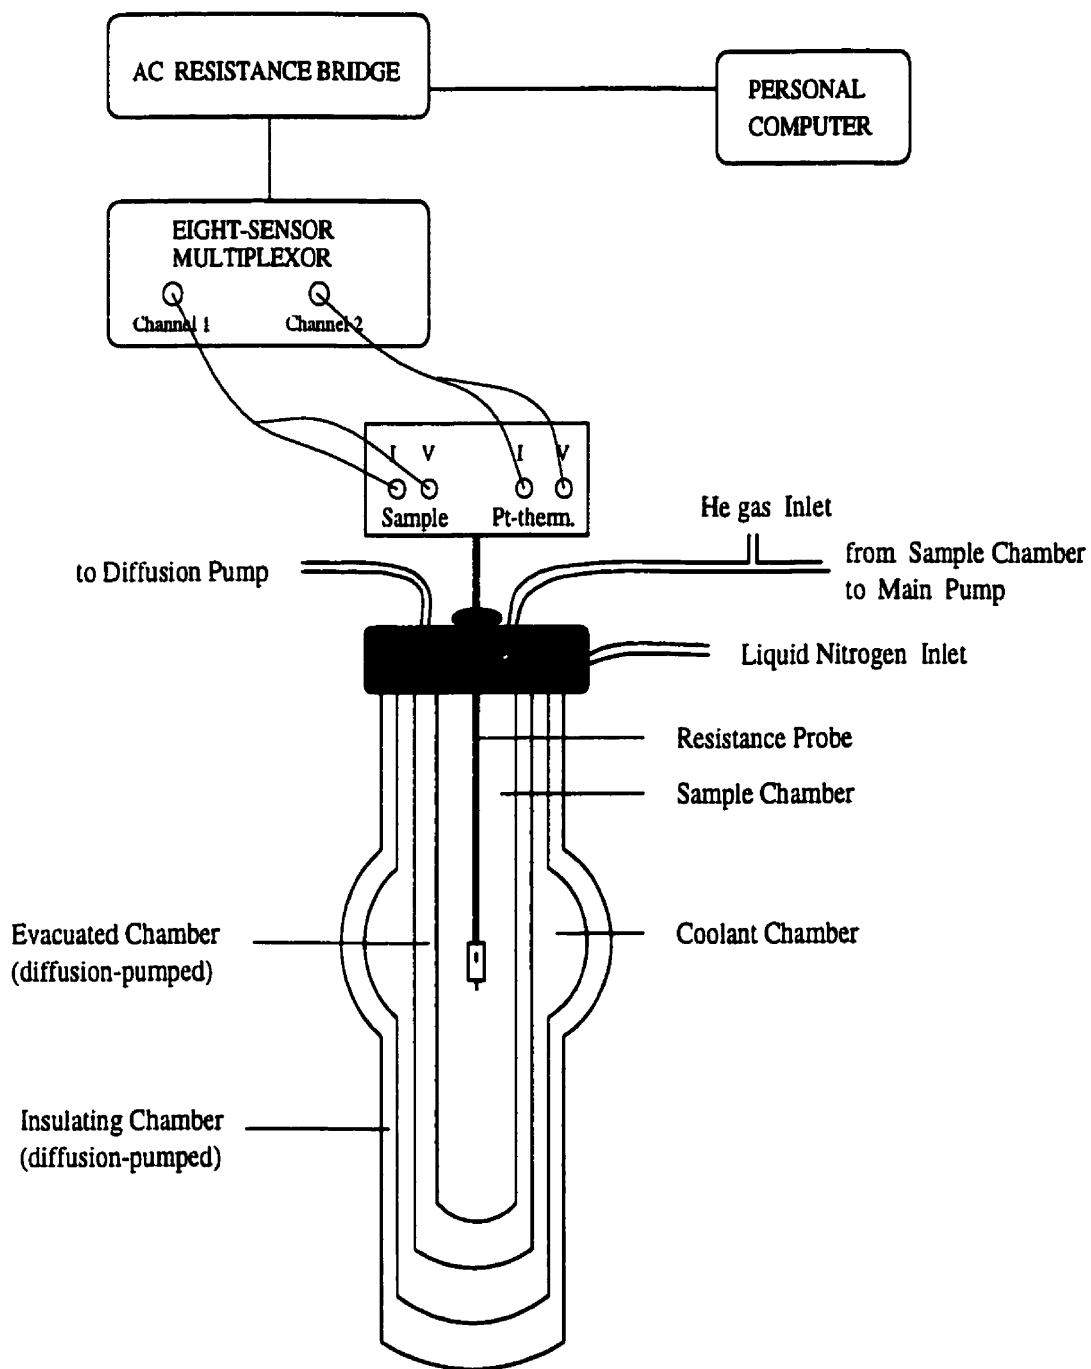 AC RESISTANCE BRIDGE
PERSONAL
COMPUTER
EIGHT-SENSOR
MULTIPLEXOR
Channel 1
Channel 2
I V
I V
Sample
Pt-therm.
He gas Inlet
to Diffusion Pump
from Sample Chamber
to Main Pump
Liquid Nitrogen Inlet
Resistance Probe
Sample Chamber
Evacuated Chamber
(diffusion-pumped)
Coolant Chamber
Insulating Chamber
(diffusion-pumped)